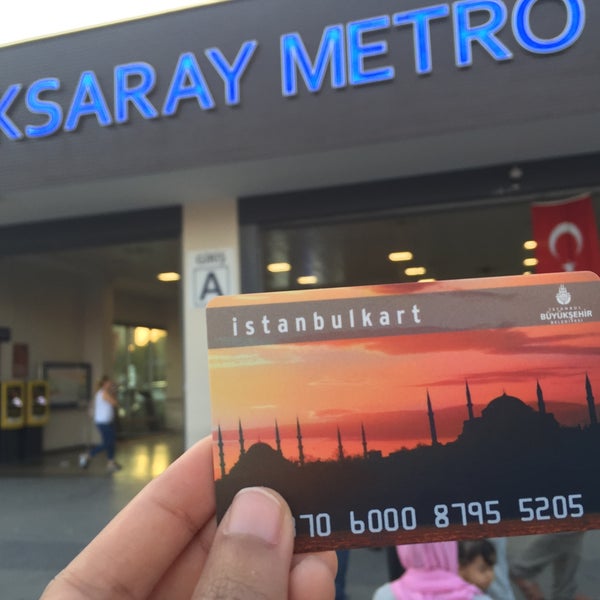 KSARAY METRO
GİRİŞ
A
istanbulkart
İSTANBUL
BÜYÜKŞEHİR
BELEDİYESİ
70 6000 8795 5205